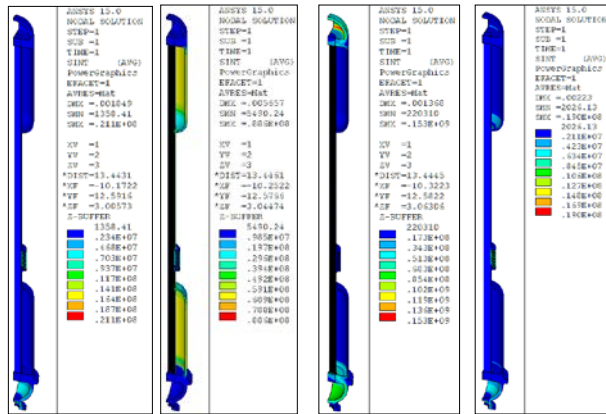 ANSYS 15.0
NODAL SOLUTION
STEP=1
SUB =1
TIME=1
SINT (AVG)
PowerGraphics
EFACET=1
AVRES=Mat
DMX =.001849
SMN =1358.41
SMX =.211E+08
XV =1
YV =2
ZV =3
*DIST=13.4431
*XF =-10.1722
*YF =12.5916
*ZF =3.00573
Z-BUFFER
1358.41
.234E+07
.468E+07
.703E+07
.937E+07
.117E+08
.141E+08
.164E+08
.187E+08
.211E+08
ANSYS 15.0
NODAL SOLUTION
STEP=1
SUB =1
TIME=1
SINT (AVG)
PowerGraphics
EFACET=1
AVRES=Mat
DMX =.005657
SMN =5490.24
SMX =.886E+08
XV =1
YV =2
ZV =3
*DIST=13.4461
*XF =-10.2522
*YF =12.5766
*ZF =3.04474
Z-BUFFER
5490.24
.985E+07
.197E+08
.296E+08
.394E+08
.492E+08
.591E+08
.689E+08
.788E+08
.886E+08
ANSYS 15.0
NODAL SOLUTION
STEP=1
SUB =1
TIME=1
SINT (AVG)
PowerGraphics
EFACET=1
AVRES=Mat
DMX =.001368
SMN =220310
SMX =.153E+09
XV =1
YV =2
ZV =3
*DIST=13.4445
*XF =-10.3223
*YF =12.5822
*ZF =3.06306
Z-BUFFER
220310
.173E+08
.343E+08
.513E+08
.683E+08
.854E+08
.102E+09
.119E+09
.136E+09
.153E+09
ANSYS 15.0
NODAL SOLUTION
STEP=1
SUB =1
TIME=1
SINT (AVG)
PowerGraphics
EFACET=1
AVRES=Mat
DMX =.00223
SMN =2026.13
SMX =.190E+08
2026.13
.211E+07
.423E+07
.634E+07
.845E+07
.106E+08
.127E+08
.148E+08
.169E+08
.190E+08